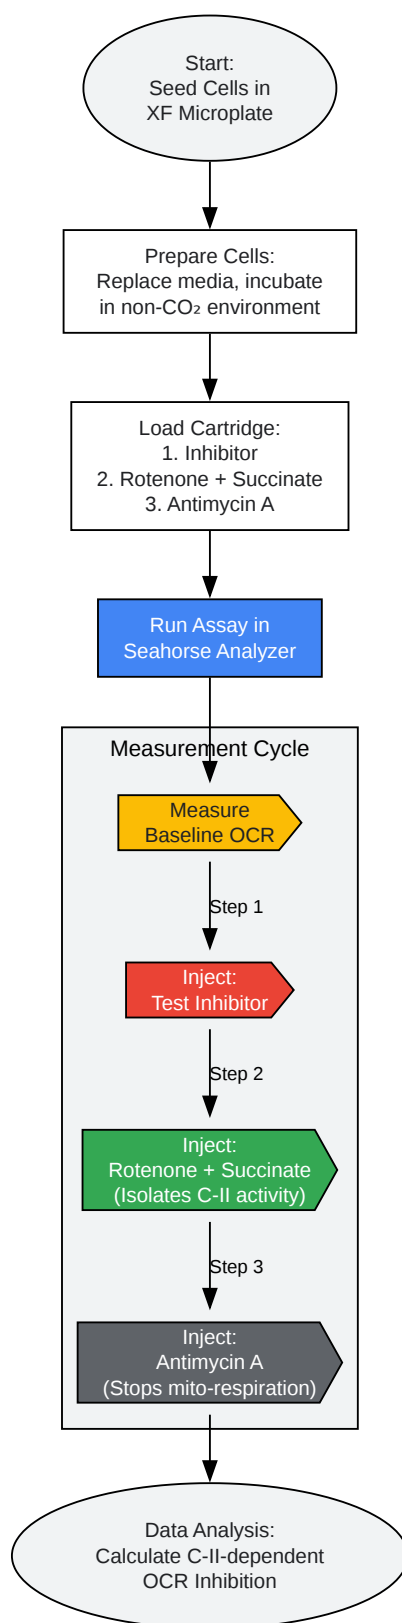 Start:
Seed Cells in
XF Microplate
Prepare Cells:
Replace media, incubate
in non-CO₂ environment
Load Cartridge:
1. Inhibitor
2. Rotenone + Succinate
3. Antimycin A
Run Assay in
Seahorse Analyzer
Measurement Cycle
Measure
Baseline OCR
Step 1
Inject:
Test Inhibitor
Step 2
Inject:
Rotenone + Succinate
(Isolates C-II activity)
Step 3
Inject:
Antimycin A
(Stops mito-respiration)
Data Analysis:
Calculate C-II-dependent
OCR Inhibition